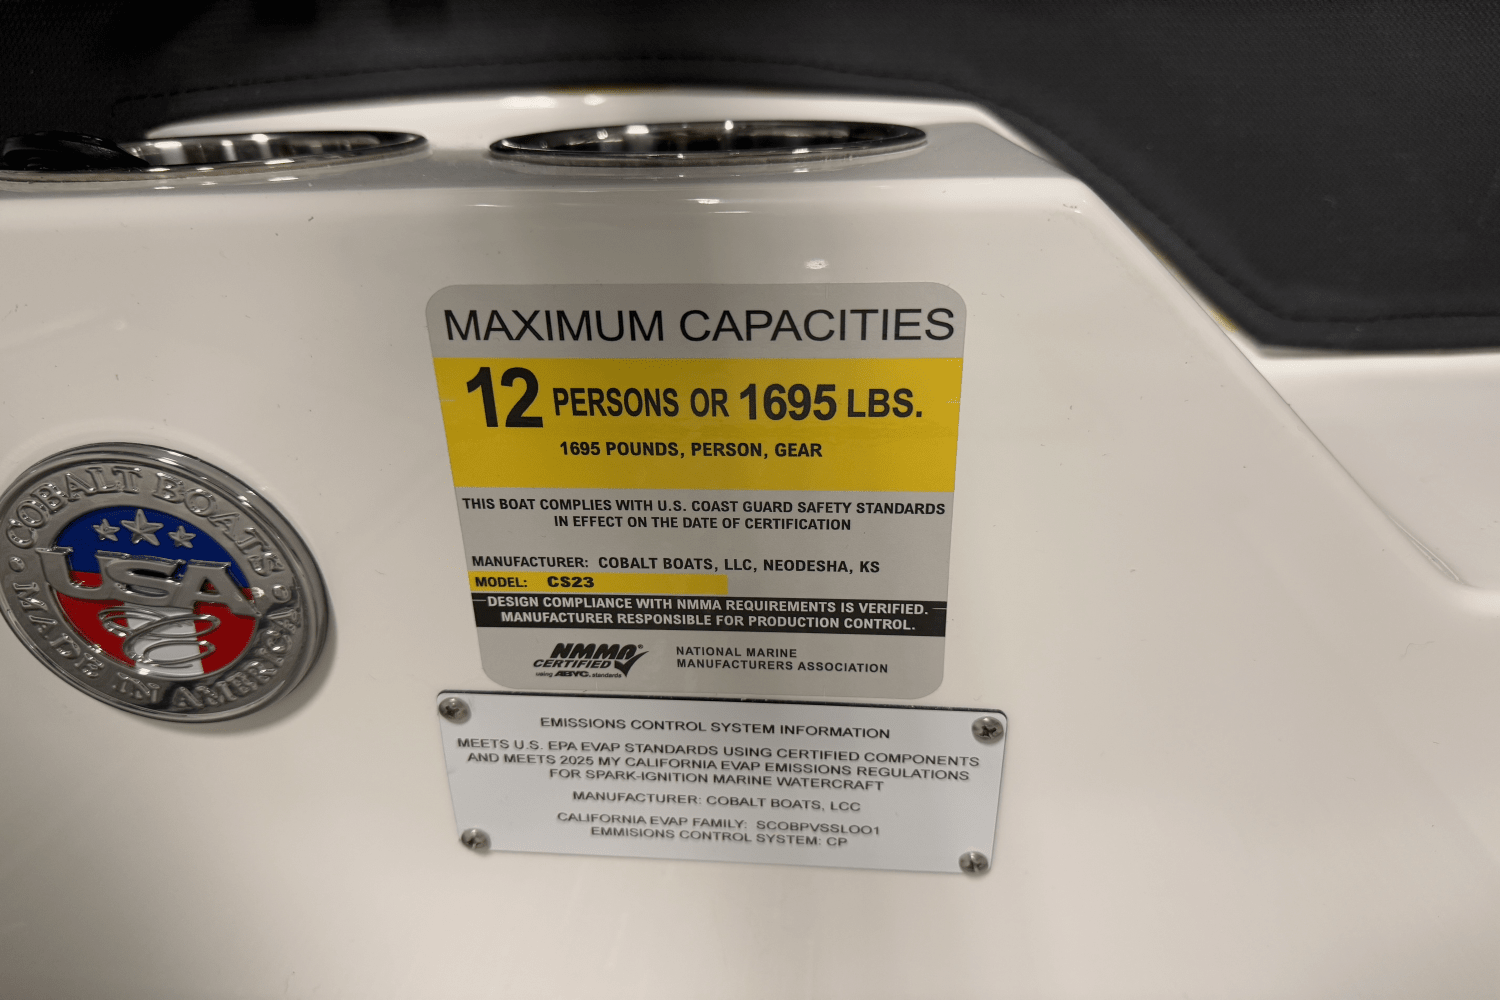 MAXIMUM CAPACITIES
12 PERSONS OR 1695 LBS.
1695 POUNDS, PERSON, GEAR
THIS BOAT COMPLIES WITH U.S. COAST GUARD SAFETY STANDARDS
IN EFFECT ON THE DATE OF CERTIFICATION
MANUFACTURER: COBALT BOATS, LLC, NEODESHA, KS
MODEL: CS23
DESIGN COMPLIANCE WITH NMMA REQUIREMENTS IS VERIFIED.
MANUFACTURER RESPONSIBLE FOR PRODUCTION CONTROL.
NMMA
CERTIFIED
using ABYC. standards
NATIONAL MARINE
MANUFACTURERS ASSOCIATION
COBALT BOATS
USA
MADE IN AMERICA
EMISSIONS CONTROL SYSTEM INFORMATION
MEETS U.S. EPA EVAP STANDARDS USING CERTIFIED COMPONENTS
AND MEETS 2025 MY CALIFORNIA EVAP EMISSIONS REGULATIONS
FOR SPARK-IGNITION MARINE WATERCRAFT
MANUFACTURER: COBALT BOATS, LCC
CALIFORNIA EVAP FAMILY: SCOBPVSSLOO1
EMMISIONS CONTROL SYSTEM: CP